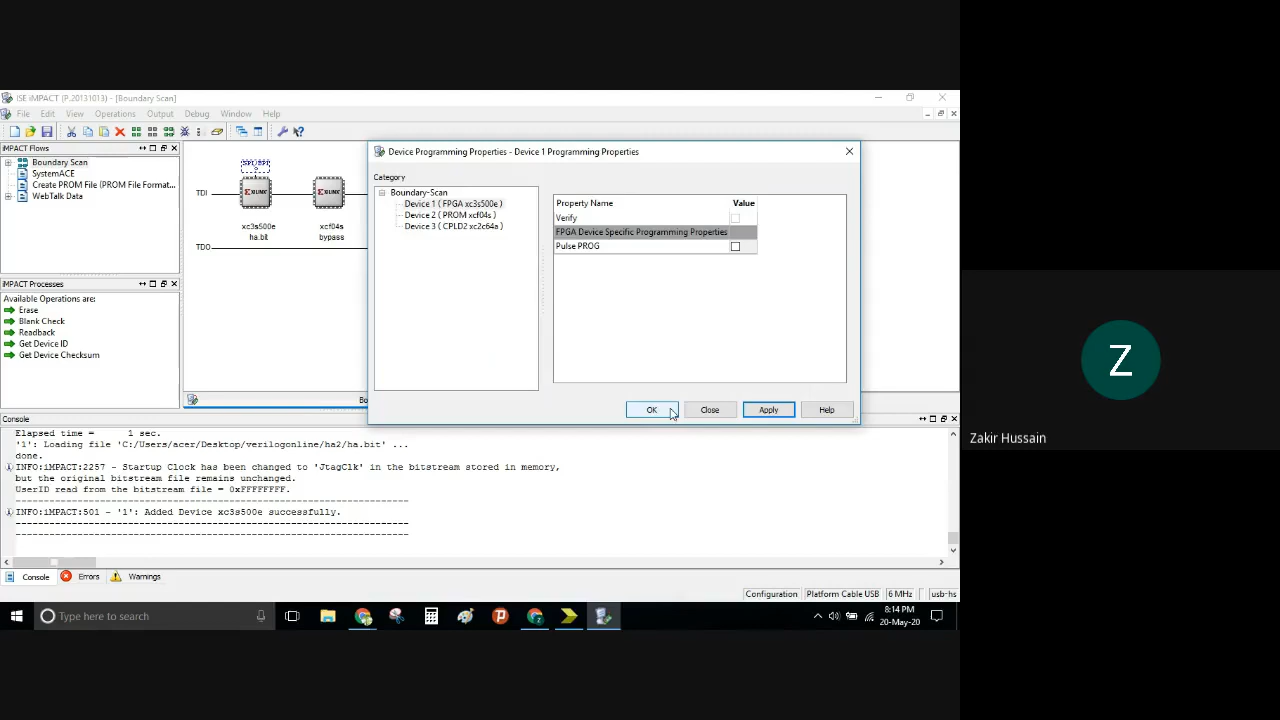 ISE iMPACT (P.20131013) - [Boundary Scan]
File Edit View Operations Output Debug Window Help
iMPACT Flows
Boundary Scan
SystemACE
Create PROM File (PROM File Format...
WebTalk Data
iMPACT Processes
Available Operations are:
Erase
Blank Check
Readback
Get Device ID
Get Device Checksum
TDI
XILINX
XILINX
xc3s500e
ha.bit
xcf04s
bypass
TDO
Bo
Device Programming Properties - Device 1 Programming Properties
Category
Boundary-Scan
Device 1 ( FPGA xc3s500e )
Device 2 ( PROM xcf04s )
Device 3 ( CPLD2 xc2c64a )
Property Name Value
Verify
FPGA Device Specific Programming Properties
Pulse PROG
OK Close Apply Help
Console
Elapsed time = 1 sec.
'1': Loading file 'C:/Users/acer/Desktop/verilogonline/ha2/ha.bit' ...
done.
INFO:iMPACT:2257 - Startup Clock has been changed to 'JtagClk' in the bitstream stored in memory,
but the original bitstream file remains unchanged.
UserID read from the bitstream file = 0xFFFFFFFF.
----------------------------------------------------------------------
INFO:iMPACT:501 - '1': Added Device xc3s500e successfully.
----------------------------------------------------------------------
----------------------------------------------------------------------
Console Errors Warnings
Configuration Platform Cable USB 6 MHz usb-hs
Type here to search
8:14 PM
20-May-20
Z
Zakir Hussain